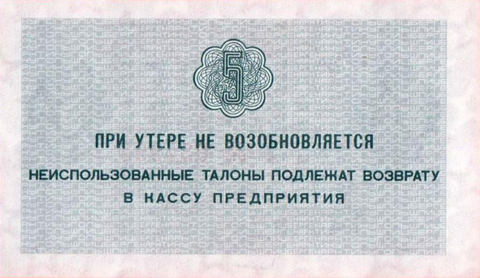 5
ПРИ УТЕРЕ НЕ ВОЗОБНОВЛЯЕТСЯ
НЕИСПОЛЬЗОВАННЫЕ ТАЛОНЫ ПОДЛЕЖАТ ВОЗВРАТУ
В КАССУ ПРЕДПРИЯТИЯ